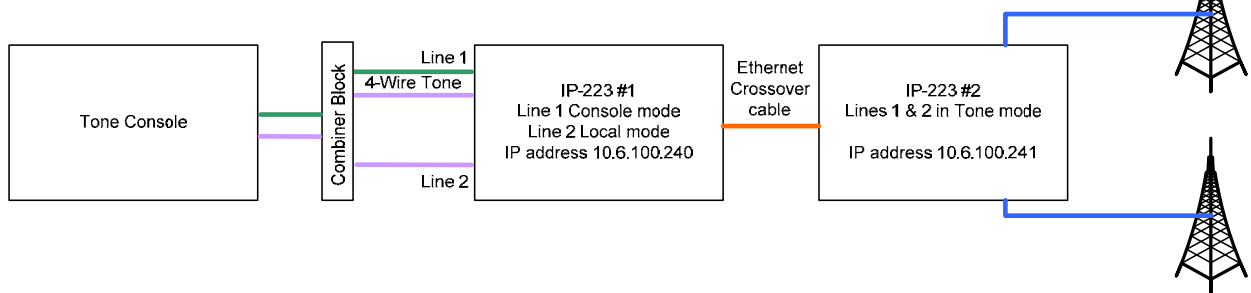 Tone Console
Combiner Block
Line 1
4-Wire Tone
Line 2
IP-223 #1
Line 1 Console mode
Line 2 Local mode
IP address 10.6.100.240
Ethernet
Crossover
cable
IP-223 #2
Lines 1 & 2 in Tone mode
IP address 10.6.100.241